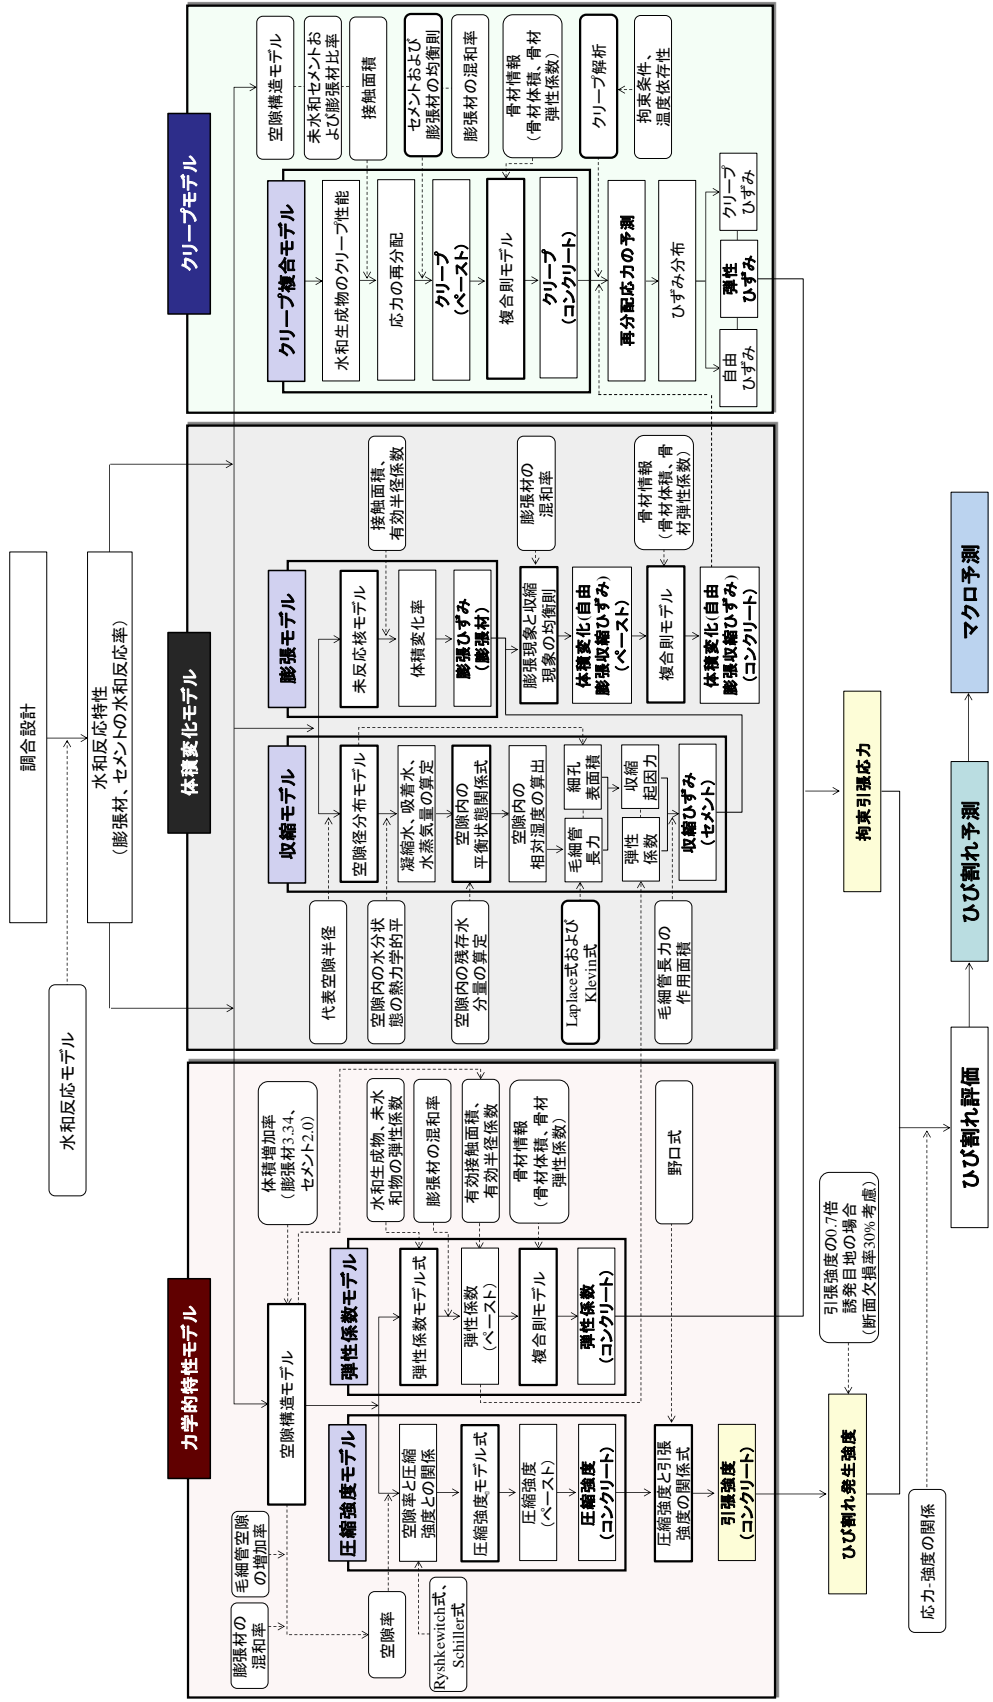 調合設計
水和反応モデル
水和反応特性
(膨張材、セメントの水和反応率)
力学的特性モデル
毛細管空隙
の増加率
膨張材の
混和率
空隙率
Ryshkewitch式、
Schiller式
空隙構造モデル
体積増加率
(膨張材3.34、
セメント2.0)
圧縮強度モデル
空隙率と圧縮
強度との関係
圧縮強度。モデル式
圧縮強度
(ペースト)
圧縮強度
(コンクリート)
圧縮強度と引張
強度の関係式
引張強度
(コンクリート)
弾性係数モデル
弾性係数モデル式
弾性係数
(ペースト)
複合則モデル
弾性係数
(コンクリート)
水和生成物、未水
和物の弾性係数
膨張材の混和率
有効接触面積、
有効半径係数
骨材情報
(骨材体積、骨材
弾性係数)
野口式
体積変化モデル
代表空隙半径
空隙内の水分状
態の熱力学的平
空隙内の残存水
分量の算定
Laplace式および
Klevin式
毛細管長力の
作用面積
収縮モデル
空隙径分布モデル
凝縮水、吸着水、
水蒸気量の算定
空隙内の
平衡状態関係式
空隙内の
相対湿度の算出
毛細管
長力
細孔
表面積
弾性
係数
収縮
起因力
収縮ひずみ
(セメント)
膨張モデル
未反応核モデル
体積変化率
膨張ひずみ
(膨張材)
膨張現象と収縮
現象の均衡則
体積変化(自由
膨張収縮ひずみ)
(ペースト)
複合則モデル
体積変化(自由
膨張収縮ひずみ)
(コンクリート)
接触面積、
有効半径係数
膨張材の
混和率
骨材情報
(骨材体積、骨
材弾性係数)
クリープモデル
クリープ複合モデル
水和生成物のクリープ性能
応力の再分配
クリープ
(ペースト)
複合則モデル
クリープ
(コンクリート)
再分配応力の予測
ひずみ分布
自由
ひずみ
弾性
ひずみ
クリープ
ひずみ
空隙構造モデル
未水和セメントお
よび膨張材比率
接触面積
セメントおよび
膨張材の均衡則
膨張材の混和率
骨材情報
(骨材体積、骨材
弾性係数)
クリープ解析
拘束条件、
温度依存性
引張強度の0.7倍
誘発目地の場合
(断面欠損率30%考慮)
ひび割れ発生強度
拘束引張応力
応力-強度の関係
ひび割れ評価
ひび割れ予測
マクロ予測